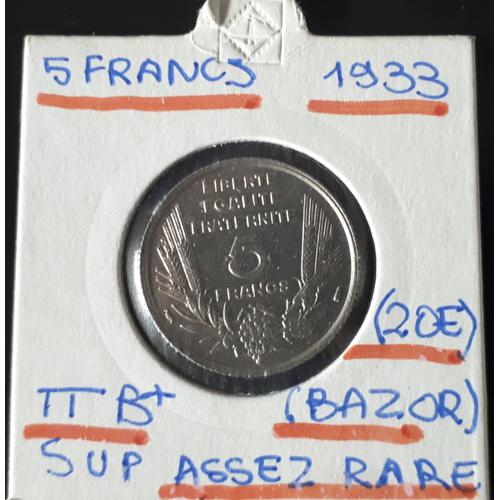 5 FRANCS 1933
LIBERTE
EGALITE
FRATERNITE
5
FRANCS
(20E)
TTB+ (BAZOR)
SUP ASSEZ RARE